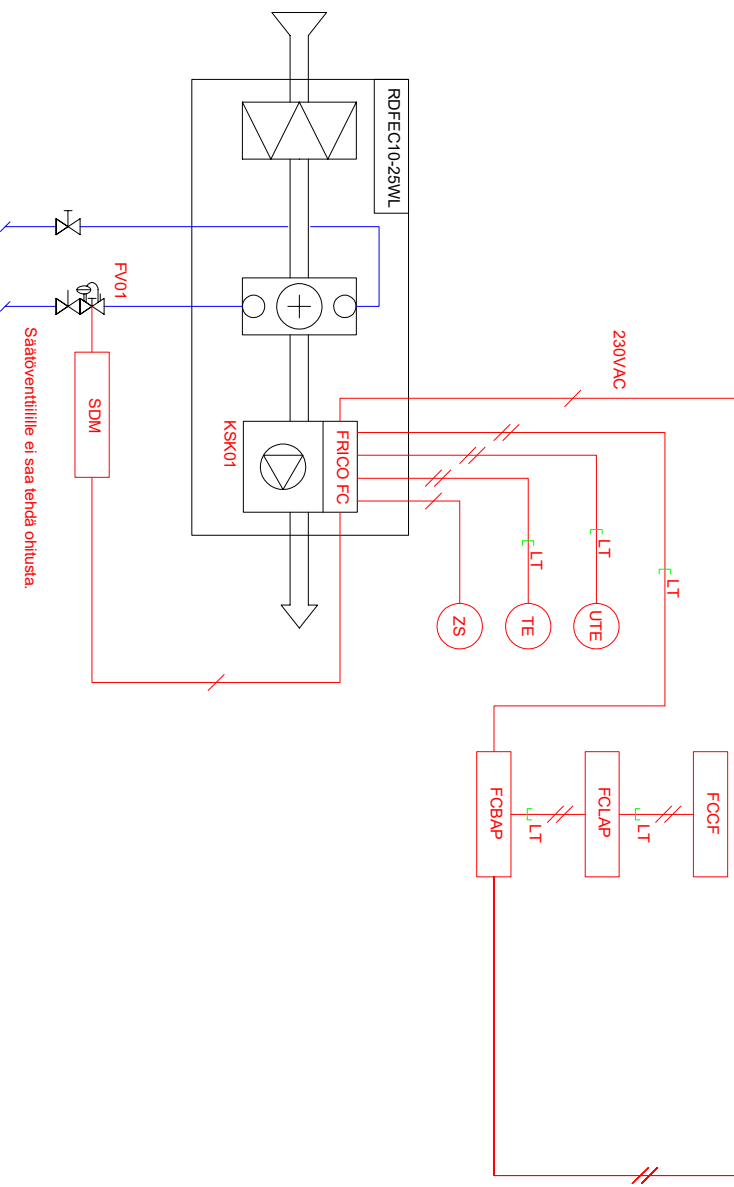 RDFEC10-25WL
230VAC
FV01
SDM
Säätöventtiilille ei saa tehdä ohitusta.
KSK01
FRICO FC
LT
LT
LT
ZS
TE
UTE
FCBAP
LT
FCLAP
LT
FCCF